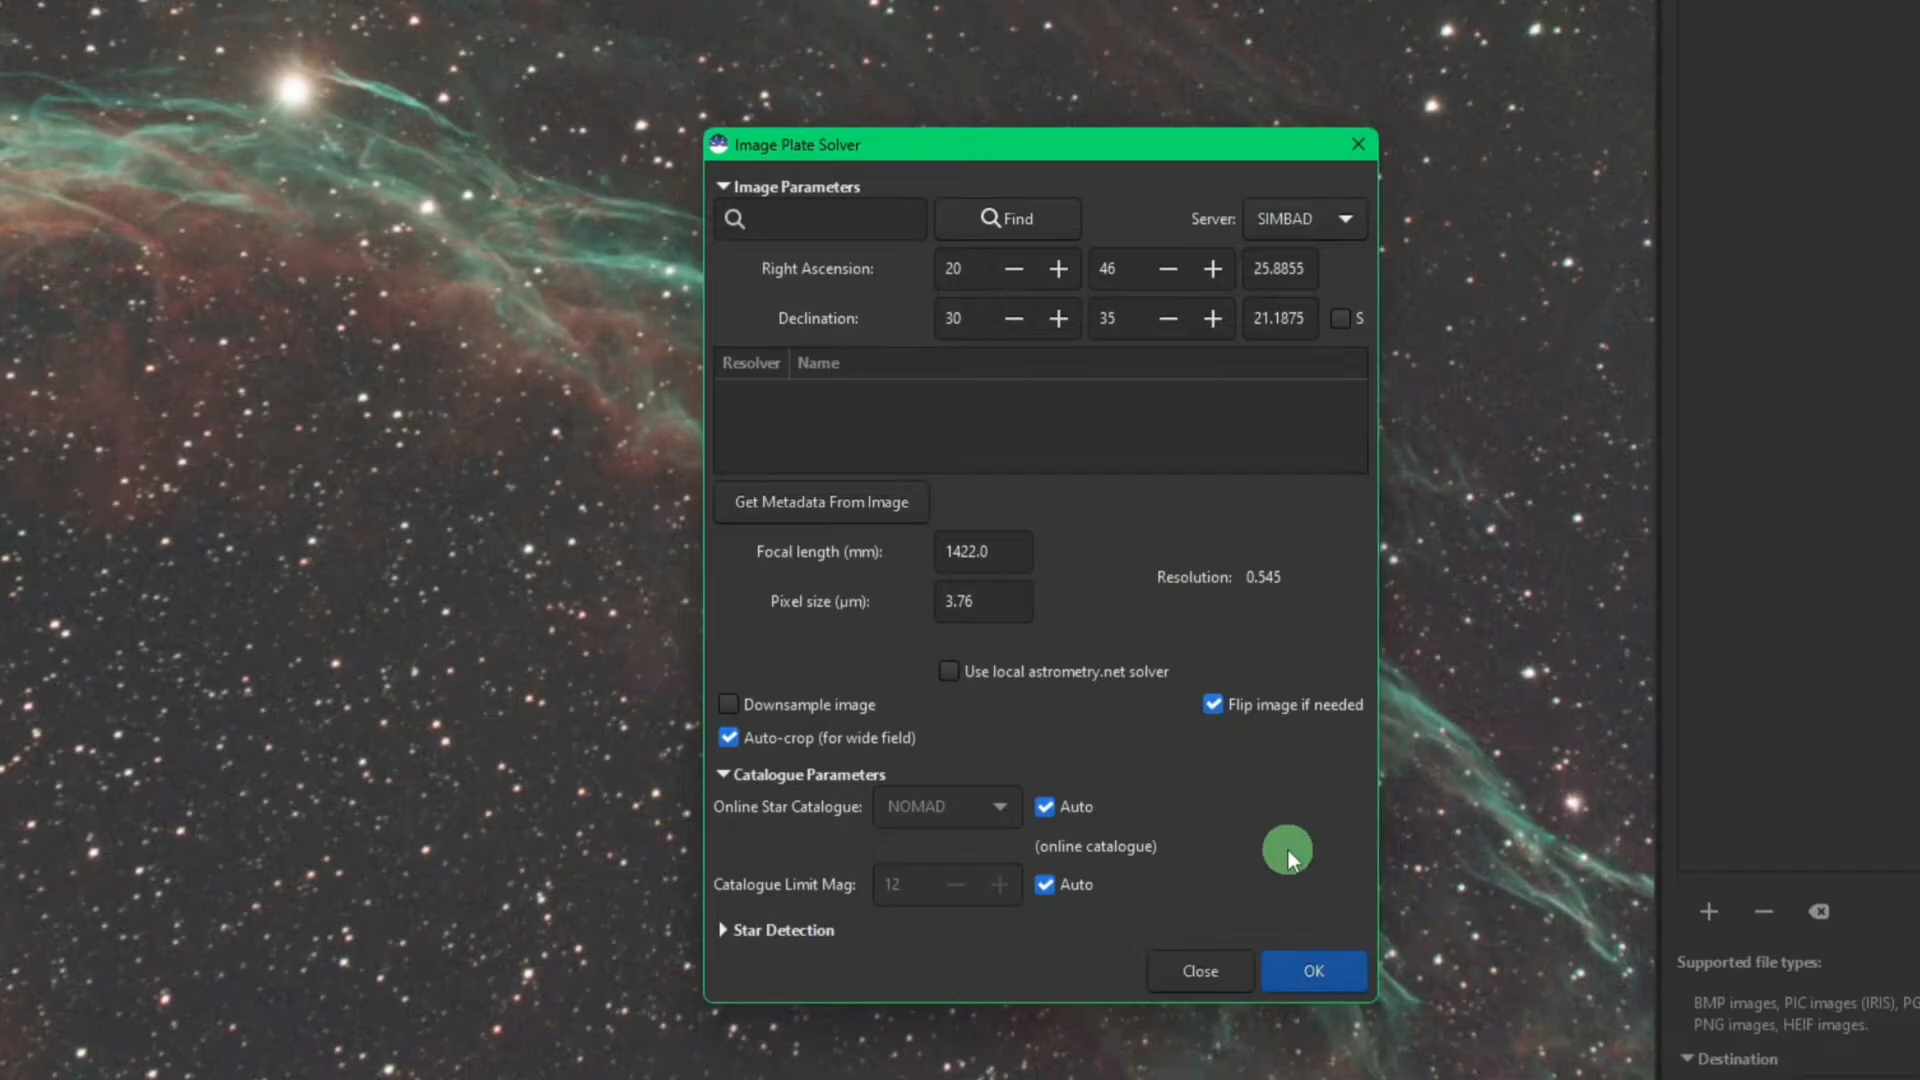 Image Plate Solver
Image Parameters
Find Server: SIMBAD
Right Ascension: 20 46 25.8855
Declination: 30 35 21.1875 S
Resolver Name
Get Metadata From Image
Focal length (mm): 1422.0
Resolution: 0.545
Pixel size (µm): 3.76
Use local astrometry.net solver
Downsample image Flip image if needed
Auto-crop (for wide field)
Catalogue Parameters
Online Star Catalogue: NOMAD Auto
(online catalogue)
Catalogue Limit Mag: 12 Auto
Star Detection
Close OK
Supported file types:
BMP images, PIC images (IRIS), PG
PNG images, HEIF images.
Destination